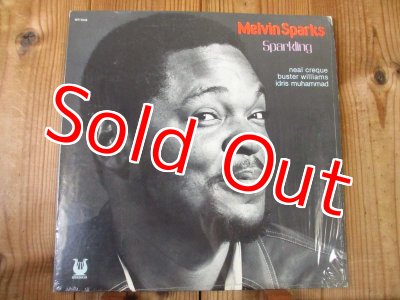 Melvin Sparks
Sparkling
neal creque
buster williams
idris muhammad
Sold Out